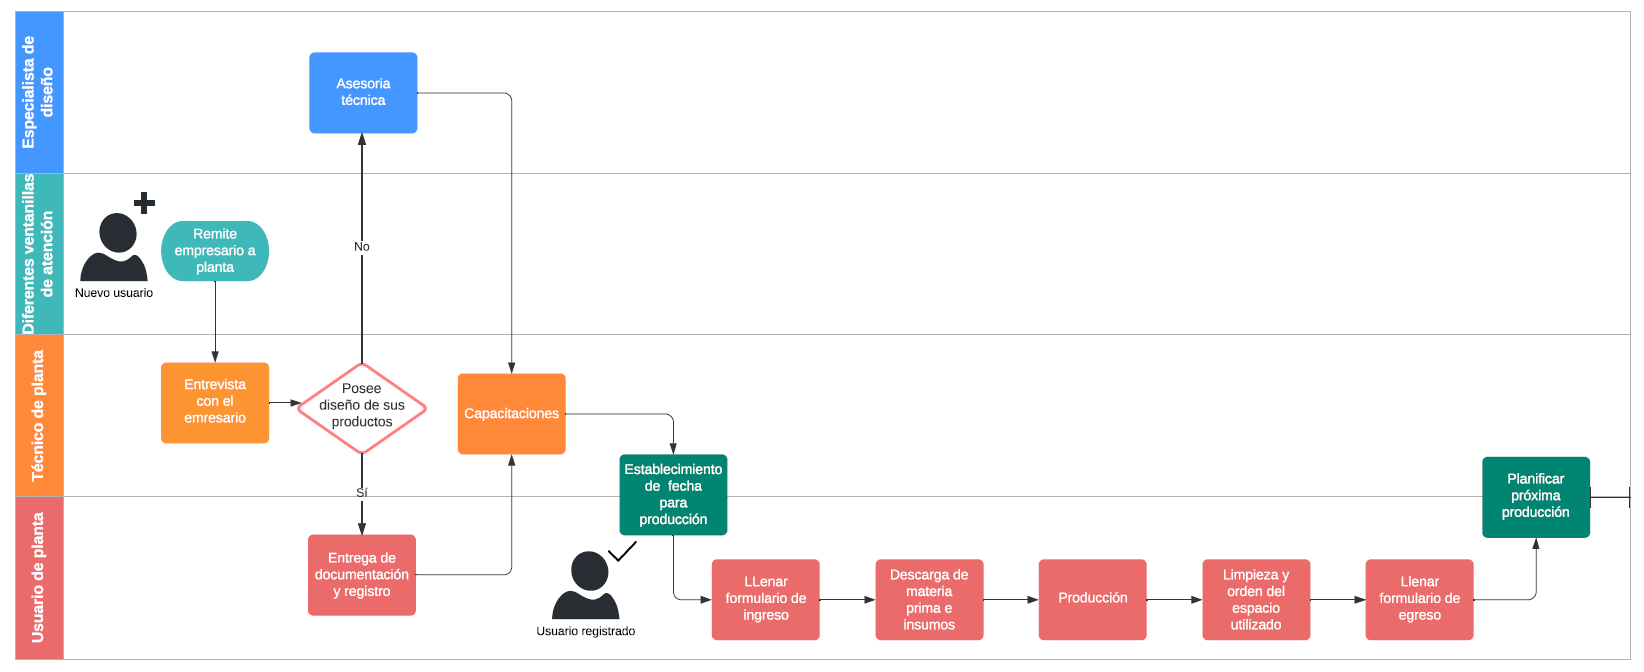 Especialista de
diseño
Asesoria
técnica
Diferentes ventanillas
de atención
Nuevo usuario
Remite
empresario a
planta
No
Técnico de planta
Entrevista
con el
emresario
Posee
diseño de sus
productos
Capacitaciones
Sí
Establecimiento
de fecha
para
producción
Planificar
próxima
producción
Usuario de planta
Entrega de
documentación
y registro
Usuario registrado
LLenar
formulario de
ingreso
Descarga de
materia
prima e
insumos
Producción
Limpieza y
orden del
espacio
utilizado
Llenar
formulario de
egreso